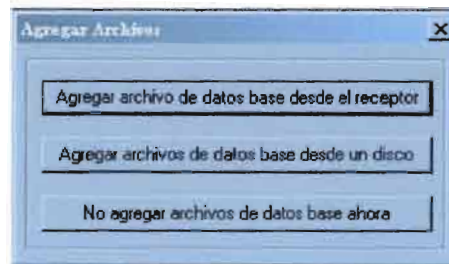 Agregar Archivos
Agregar archivo de datos base desde el receptor
Agregar archivos de datos base desde un disco
No agregar archivos de datos base ahora